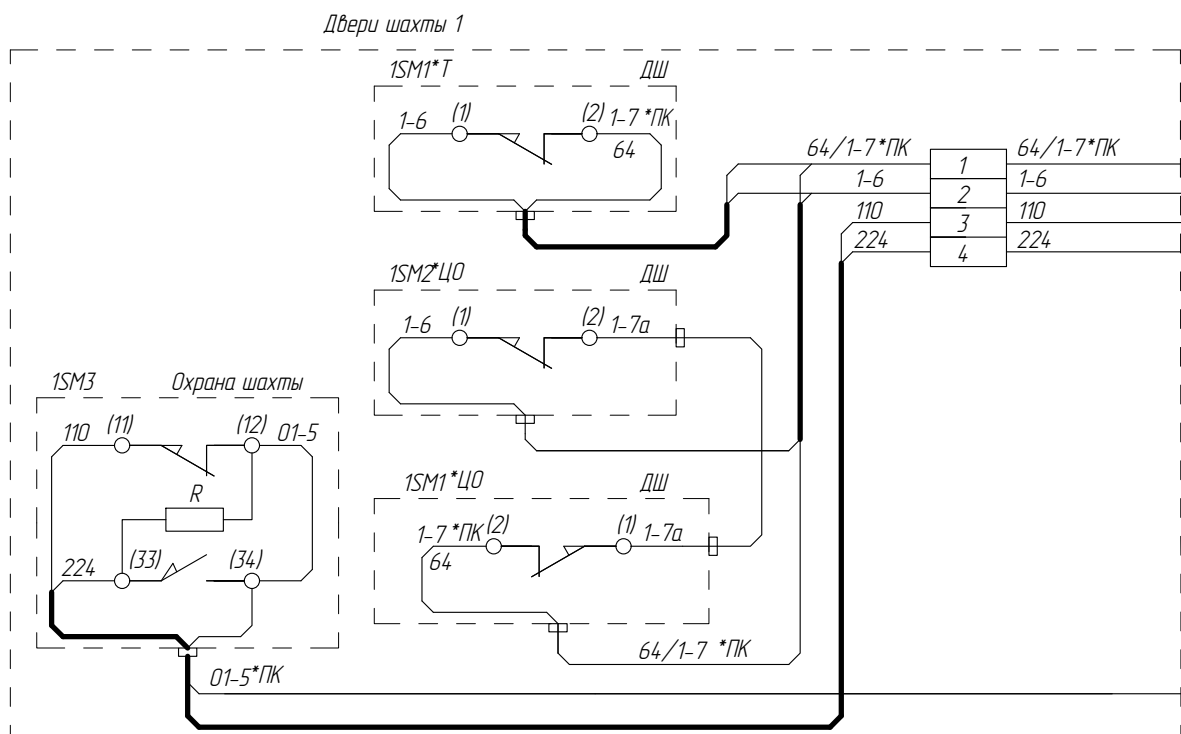 Двери шахты 1
1SM1*Т ДШ
1-6 (1) (2) 1-7 *ПК
64
64/1-7*ПК 1 64/1-7*ПК
1-6 2 1-6
110 3 110
224 4 224
1SM2*ЦО ДШ
1-6 (1) (2) 1-7а
1SM3 Охрана шахты
110 (11) (12) 01-5
R
224 (33) (34)
1SM1*ЦО ДШ
1-7 *ПК (2) (1) 1-7а
64
64/1-7 *ПК
01-5*ПК